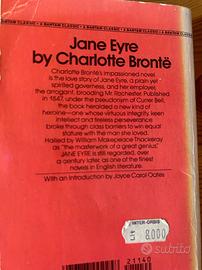 A BANTAM CLASSIC • A BANTAM CLASSIC • A BANTAM CLASSIC • A BANTAM CLASSIC
Jane Eyre
by Charlotte Brontë
Charlotte Brontë's impassioned novel
is the love story of Jane Eyre, a plain yet
spirited governess, and her employer,
the arrogant, brooding Mr. Rochester. Published
in 1847, under the pseudonym of Currer Bell,
the book heralded a new kind of
heroine—one whose virtuous integrity, keen
intellect and tireless perseverance
broke through class barriers to win equal
stature with the man she loved.
Hailed by William Makepeace Thackeray
as "the masterwork of a great genius,"
JANE EYRE is still regarded, over
a century later, as one of the finest
novels in English literature.
With an Introduction by Joyce Carol Oates
INTER-ORBIS
8000
subito
21140